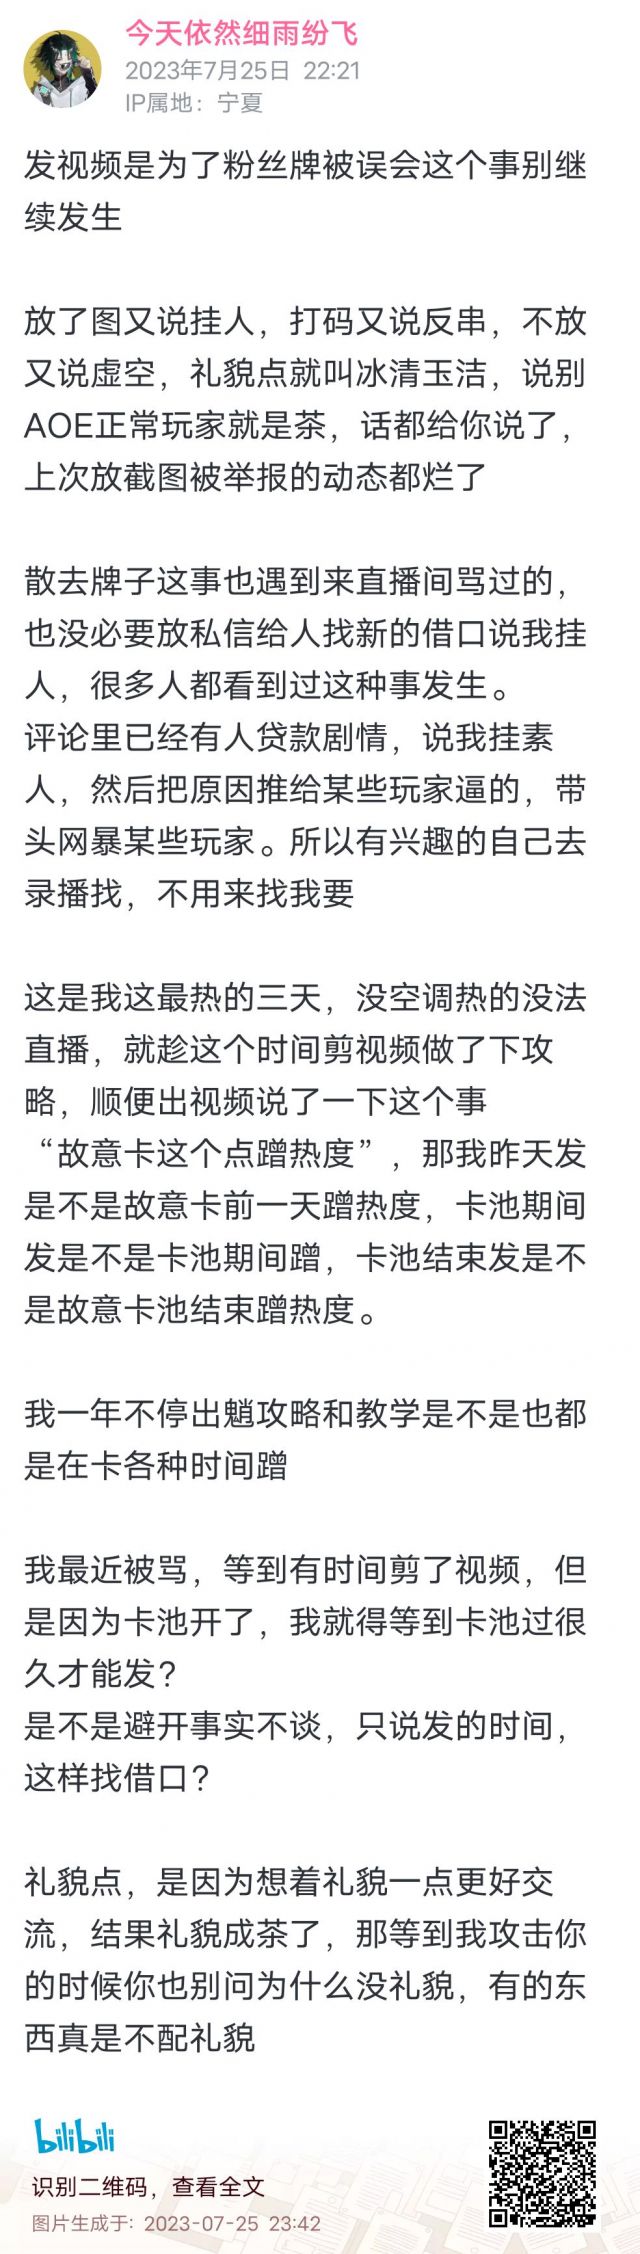 今天依然细雨纷飞
2023年7月25日 22:21
IP属地：宁夏
发视频是为了粉丝牌被误会这个事别继
续发生
放了图又说挂人，打码又说反串，不放
又说虚空，礼貌点就叫冰清玉洁，说别
AOE正常玩家就是茶，话都给你说了，
上次放截图被举报的动态都烂了
散去牌子这事也遇到来直播间骂过的，
也没必要放私信给人找新的借口说我挂
人，很多人都看到过这种事发生。
评论里已经有人贷款剧情，说我挂素
人，然后把原因推给某些玩家逼的，带
头网暴某些玩家。所以有兴趣的自己去
录播找，不用来找我要
这是我这最热的三天，没空调热的没法
直播，就趁这个时间剪视频做了下攻
略，顺便出视频说了一下这个事
“故意卡这个点蹭热度”，那我昨天发
是不是故意卡前一天蹭热度，卡池期间
发是不是卡池期间蹭，卡池结束发是不
是故意卡池结束蹭热度。
我一年不停出魈攻略和教学是不是也都
是在卡各种时间蹭
我最近被骂，等到有时间剪了视频，但
是因为卡池开了，我就得等到卡池过很
久才能发？
是不是避开事实不谈，只说发的时间，
这样找借口？
礼貌点，是因为想着礼貌一点更好交
流，结果礼貌成茶了，那等到我攻击你
的时候你也别问为什么没礼貌，有的东
西真是不配礼貌
bilibili
识别二维码，查看全文
图片生成于：2023-07-25 23:42